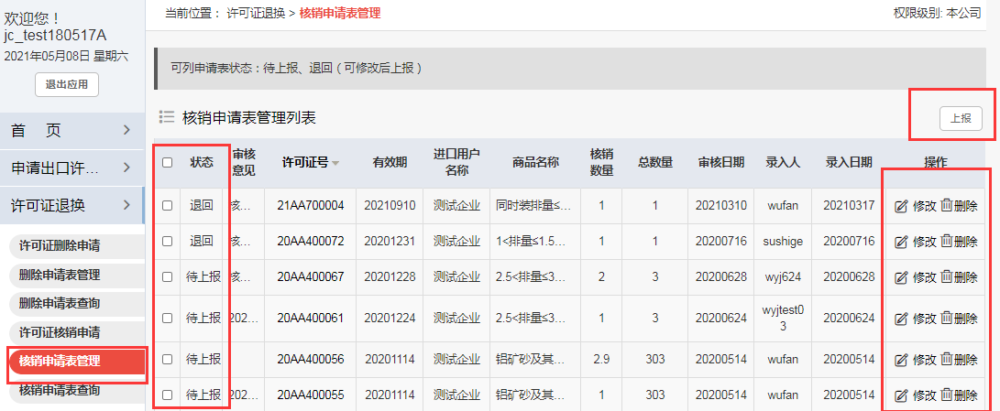 欢迎您！
jc_test180517A
2021年05月08日 星期六
退出应用
首 页
申请出口许...
许可证退换
许可证删除申请
删除申请表管理
删除申请表查询
许可证核销申请
核销申请表管理
核销申请表查询
当前位置： 许可证退换 > 核销申请表管理
权限级别: 本公司
可列申请表状态：待上报、退回（可修改后上报）
核销申请表管理列表
上报
状态 审核意见 许可证号 有效期 进口用户名称 商品名称 核销数量 总数量 审核日期 录入人 录入日期 操作
退回 核... 21AA700004 20210910 测试企业 同时装排量≤... 1 1 20210310 wufan 20210317 修改 删除
退回 核... 20AA400072 20201231 测试企业 1<排量≤1.5... 1 1 20200716 sushige 20200716 修改 删除
待上报 核... 20AA400067 20201228 测试企业 2.5<排量≤3... 2 3 20200628 wyj624 20200628 修改 删除
待上报 202... 20AA400061 20201224 测试企业 2.5<排量≤3... 1 3 20200624 wyjtest03 20200624 修改 删除
待上报 202... 20AA400056 20201114 测试企业 铝矿砂及其... 2.9 303 20200514 wufan 20200514 修改 删除
待上报 202... 20AA400055 20201114 测试企业 铝矿砂及其... 1 303 20200514 wufan 20200514 修改 删除